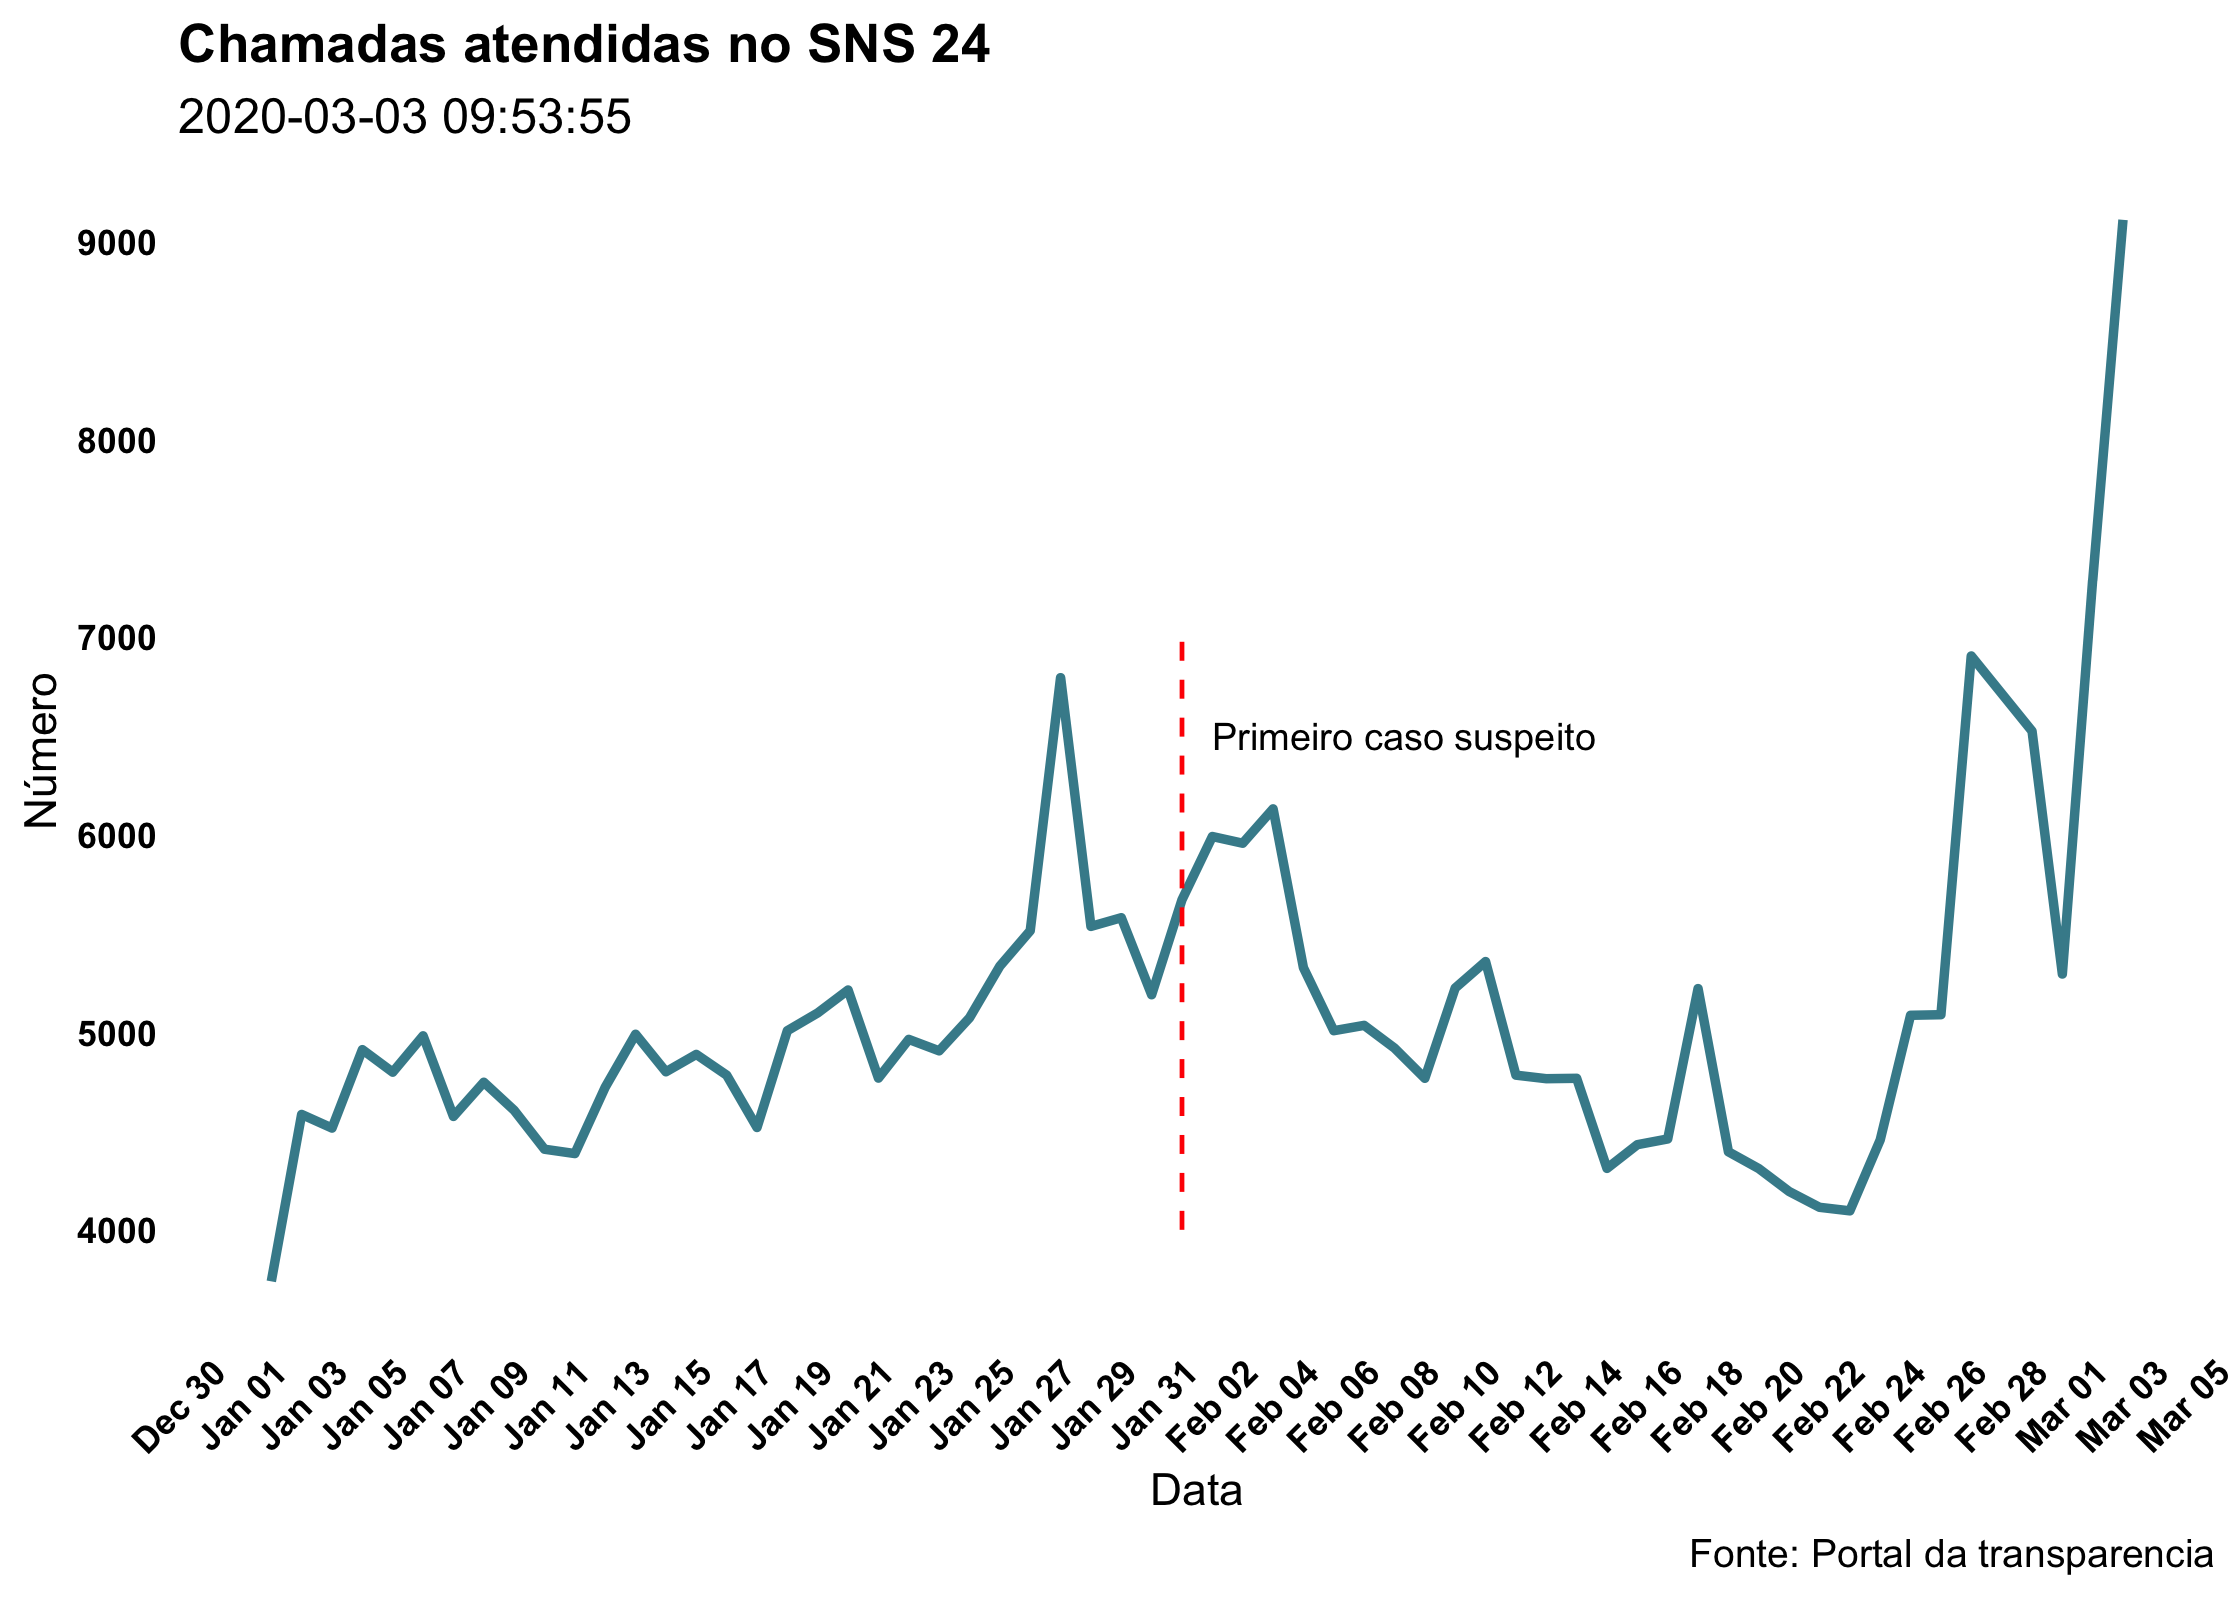 Chamadas atendidas no SNS 24
2020-03-03 09:53:55
9000
8000
7000
6000
5000
4000
Número
Primeiro caso suspeito
Dec 30
Jan 01
Jan 03
Jan 05
Jan 07
Jan 09
Jan 11
Jan 13
Jan 15
Jan 17
Jan 19
Jan 21
Jan 23
Jan 25
Jan 27
Jan 29
Jan 31
Feb 02
Feb 04
Feb 06
Feb 08
Feb 10
Feb 12
Feb 14
Feb 16
Feb 18
Feb 20
Feb 22
Feb 24
Feb 26
Feb 28
Mar 01
Mar 03
Mar 05
Data
Fonte: Portal da transparencia